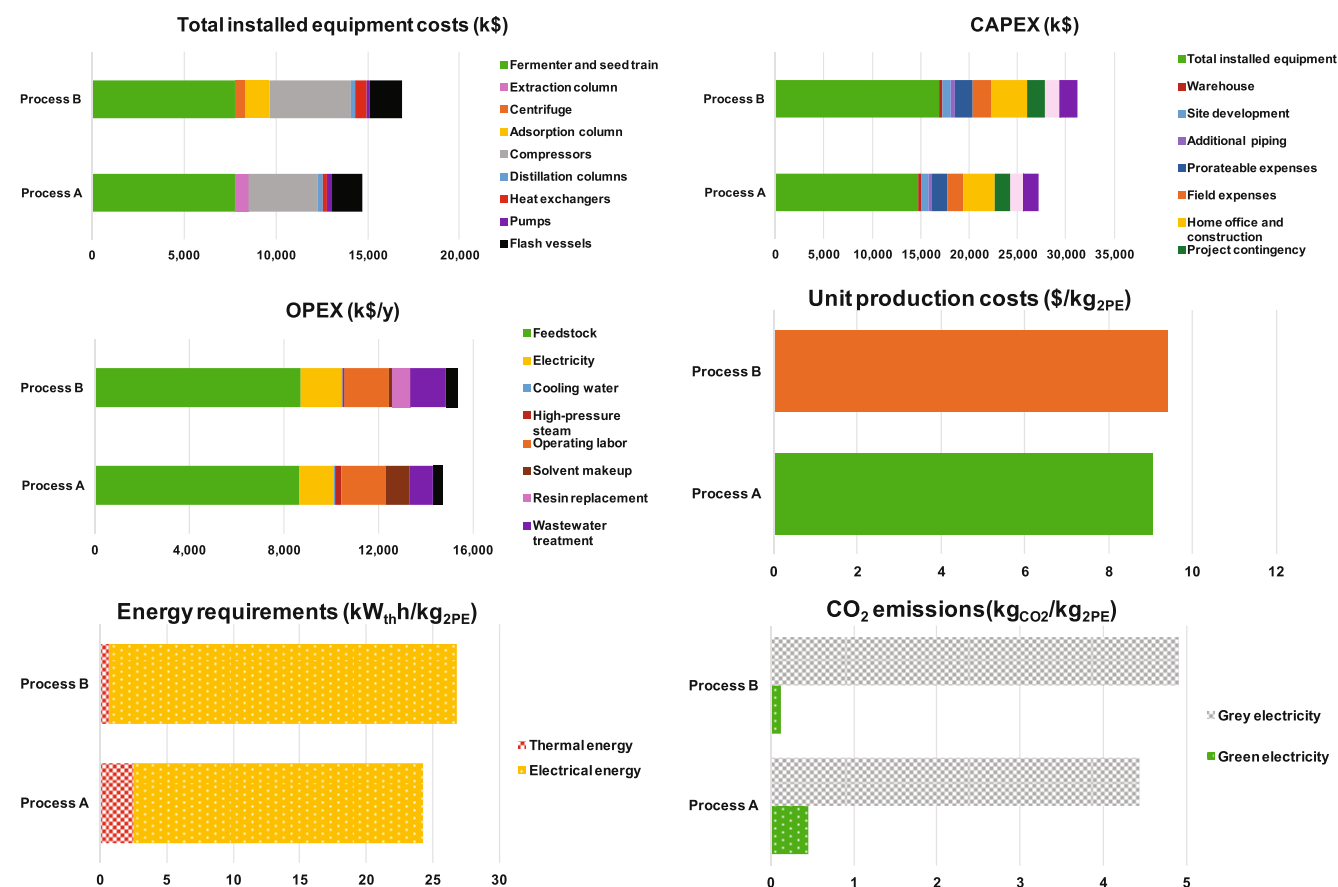 Total installed equipment costs (k$)
Process B
Process A
0 5,000 10,000 15,000 20,000
Fermenter and seed train
Extraction column
Centrifuge
Adsorption column
Compressors
Distillation columns
Heat exchangers
Pumps
Flash vessels
CAPEX (k$)
Process B
Process A
0 5,000 10,000 15,000 20,000 25,000 30,000 35,000
Total installed equipment
Warehouse
Site development
Additional piping
Prorateable expenses
Field expenses
Home office and
construction
Project contingency
OPEX (k$/y)
Process B
Process A
0 4,000 8,000 12,000 16,000
Feedstock
Electricity
Cooling water
High-pressure
steam
Operating labor
Solvent makeup
Resin replacement
Wastewater
treatment
Unit production costs ($/kg2PE)
Process B
Process A
0 2 4 6 8 10 12
Energy requirements (kWthh/kg2PE)
Process B
Process A
0 5 10 15 20 25 30
Thermal energy
Electrical energy
CO2 emissions(kgCO2/kg2PE)
Process B
Process A
0 1 2 3 4 5
Grey electricity
Green electricity